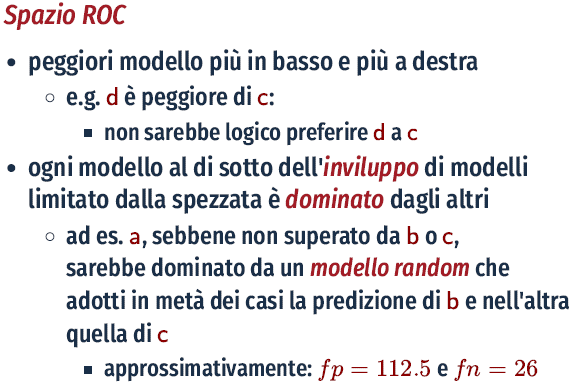 Spazio ROC
• peggiori modello più in basso e più a destra
◦ e.g. d è peggiore di c:
▪ non sarebbe logico preferire d a c
• ogni modello al di sotto dell'inviluppo di modelli
limitato dalla spezzata è dominato dagli altri
◦ ad es. a, sebbene non superato da b o c,
sarebbe dominato da un modello random che
adotti in metà dei casi la predizione di b e nell'altra
quella di c
▪ approssimativamente: fp = 112.5 e fn = 26